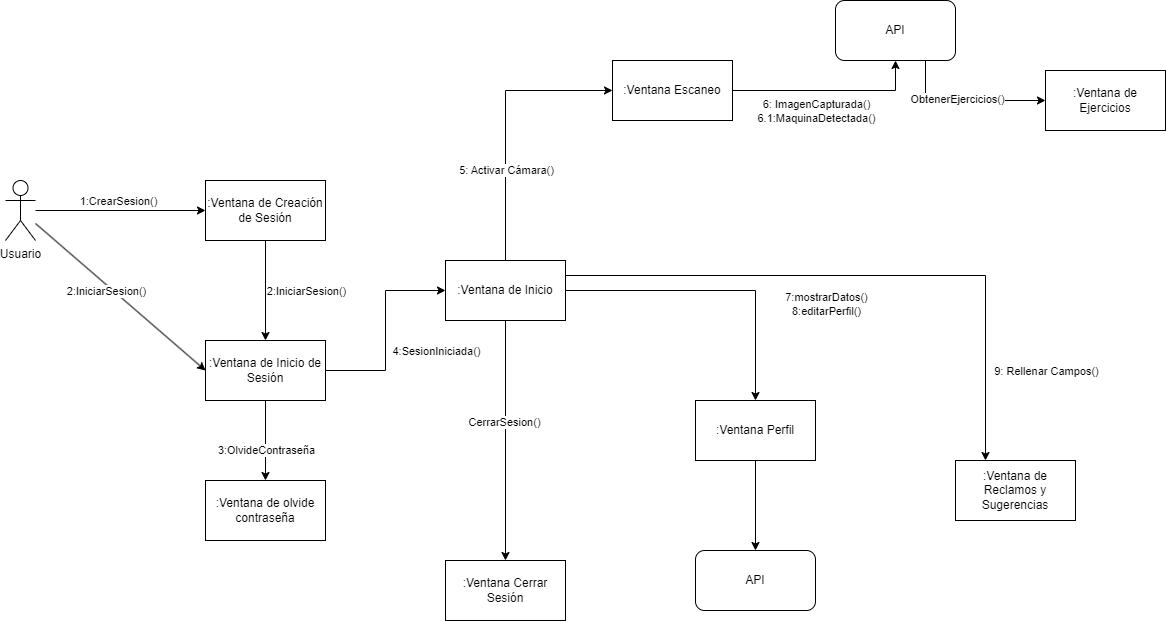 API
:Ventana Escaneo
:Ventana de
Ejercicios
6: ImagenCapturada()
6.1:MaquinaDetectada()
ObtenerEjercicios()
5: Activar Cámara()
Usuario
1:CrearSesion()
:Ventana de Creación
de Sesión
2:IniciarSesion()
2:IniciarSesion()
:Ventana de Inicio
7:mostrarDatos()
8:editarPerfil()
:Ventana de Inicio de
Sesión
4:SesionIniciada()
9: Rellenar Campos()
CerrarSesion()
:Ventana Perfil
3:OlvideContraseña
:Ventana de olvide
contraseña
:Ventana de
Reclamos y
Sugerencias
:Ventana Cerrar
Sesión
API